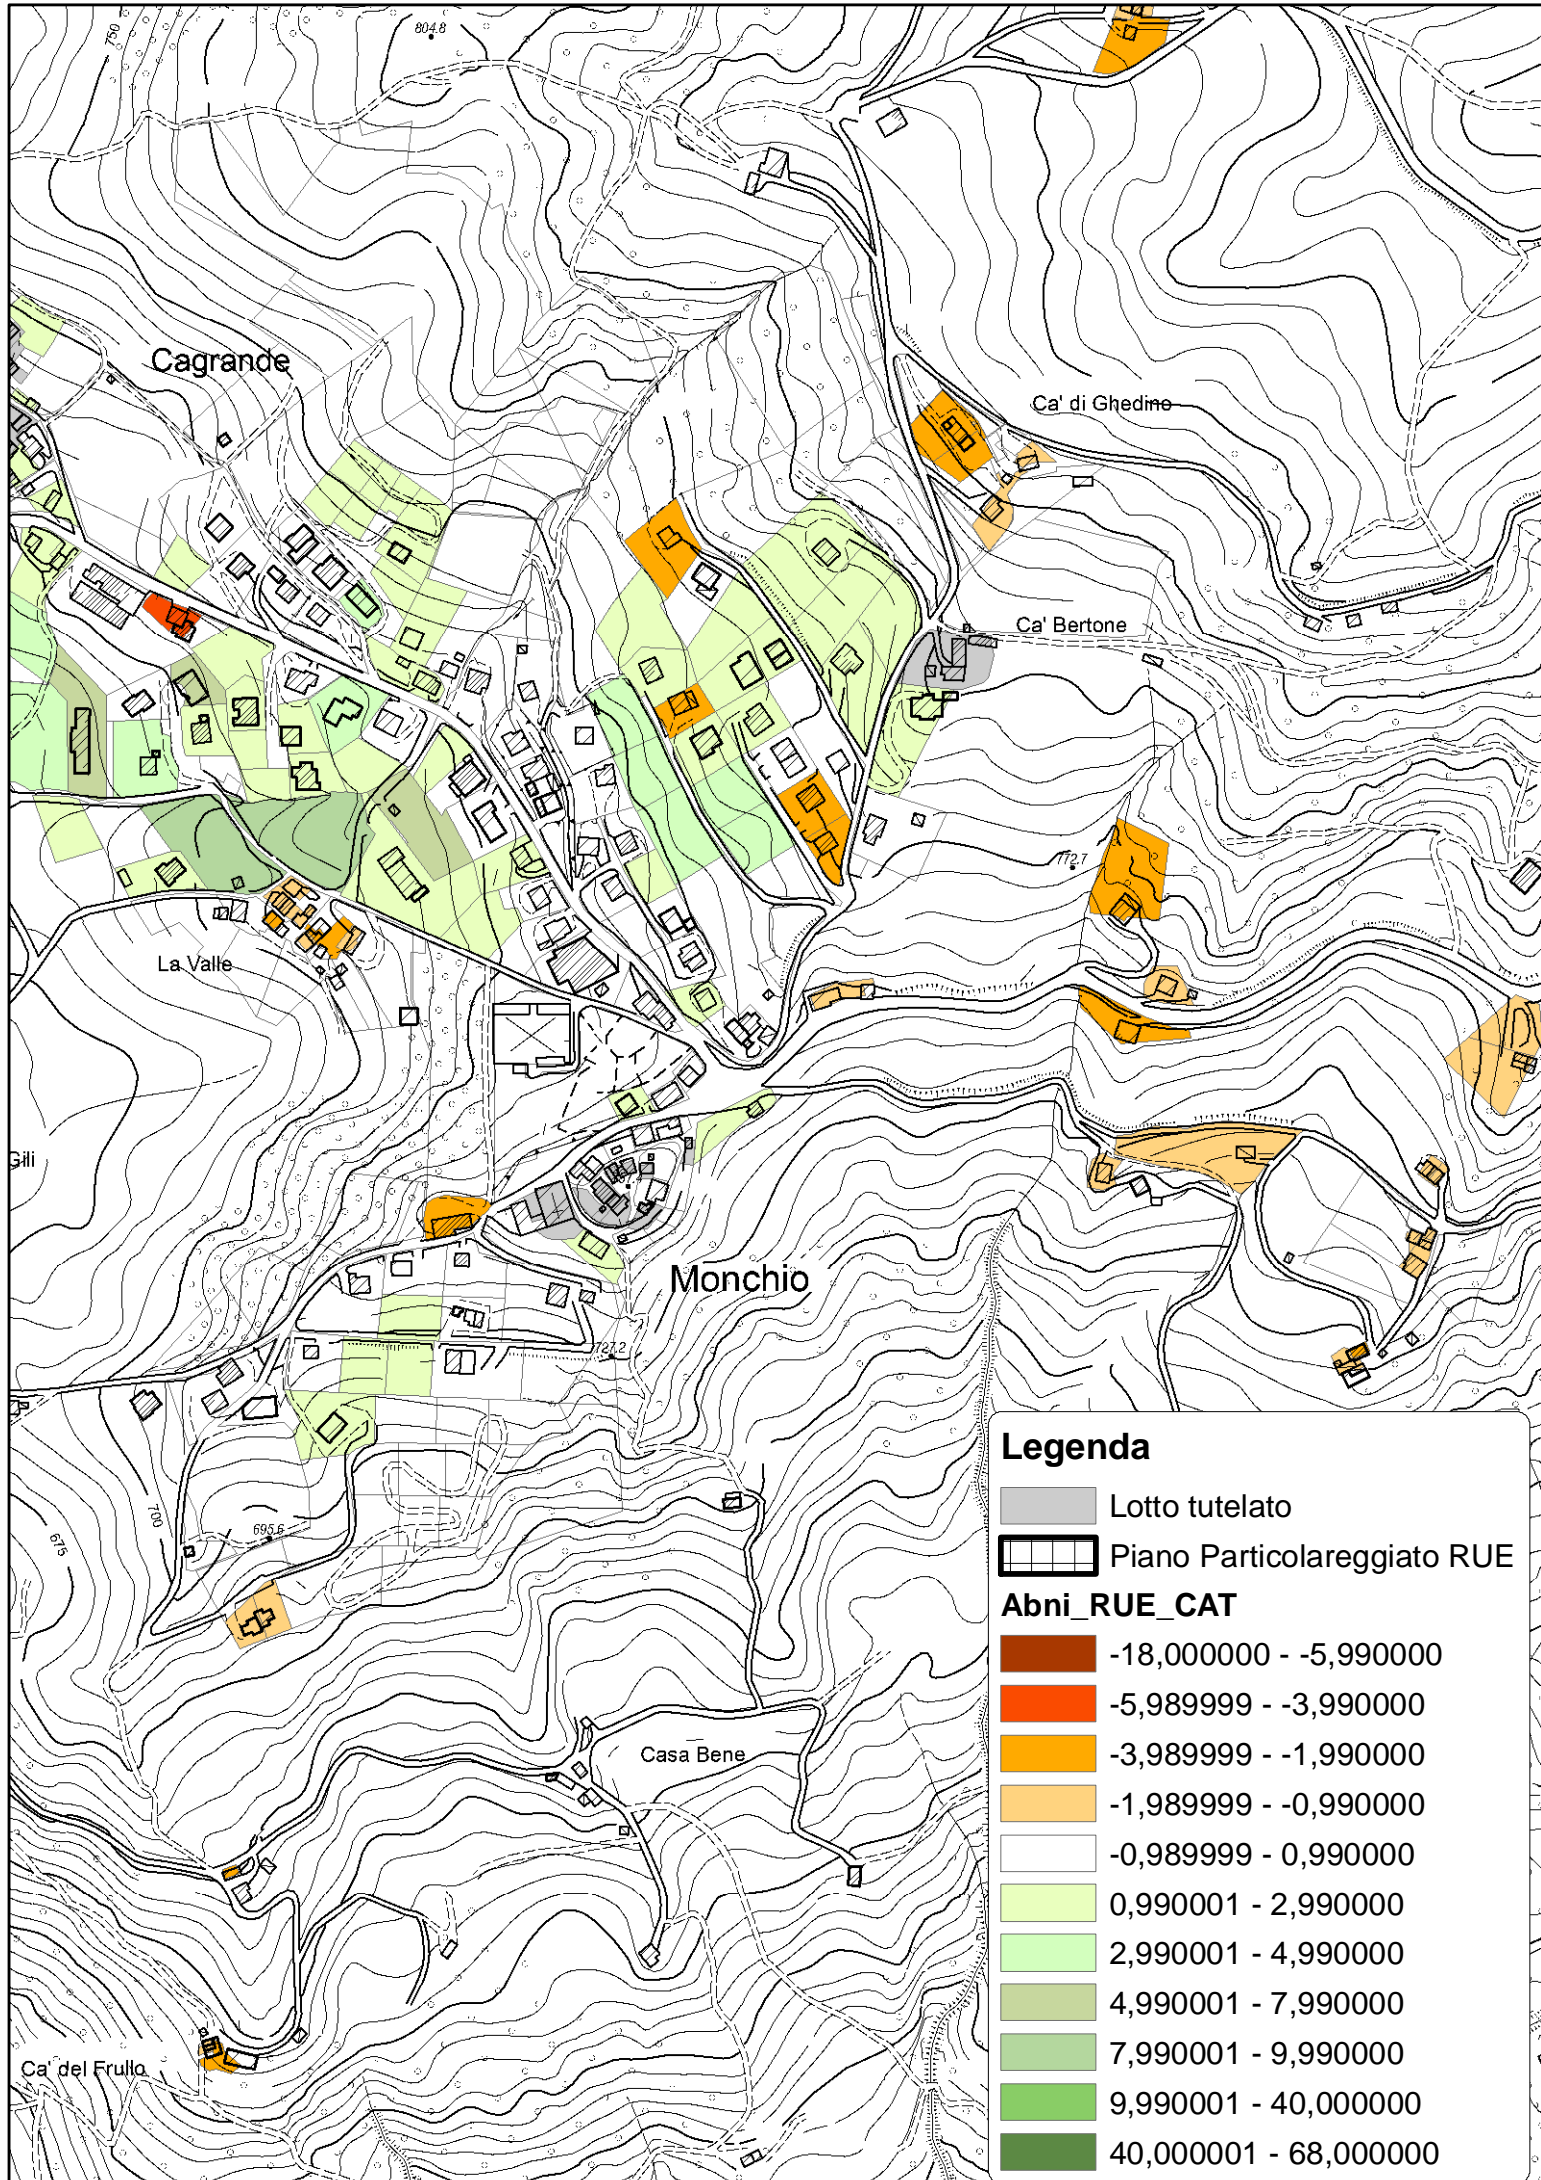 750
804.8
Cagrande
Ca' di Ghedino
Ca' Bertone
772.7
La Valle
Gili
Monchio
727.2
700
695.6
675
Casa Bene
Ca' del Frullo
Legenda
Lotto tutelato
Piano Particolareggiato RUE
Abni_RUE_CAT
-18,000000 - -5,990000
-5,989999 - -3,990000
-3,989999 - -1,990000
-1,989999 - -0,990000
-0,989999 - 0,990000
0,990001 - 2,990000
2,990001 - 4,990000
4,990001 - 7,990000
7,990001 - 9,990000
9,990001 - 40,000000
40,000001 - 68,000000